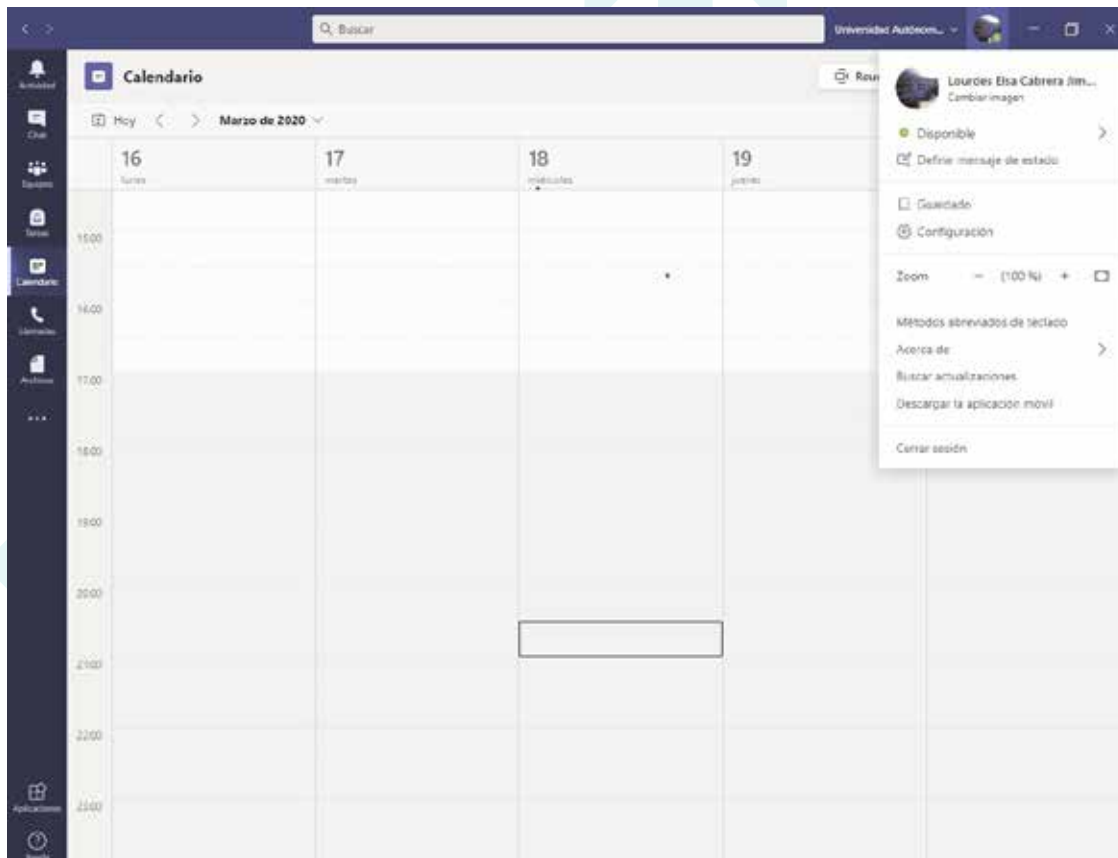 Buscar
Universidad Autónom...
Actividad
Chat
Equipos
Tareas
Calendario
Llamadas
Archivos
Aplicaciones
Calendario
Hoy
Marzo de 2020
16
lunes
17
martes
18
miércoles
19
jueves
15:00
16:00
17:00
18:00
19:00
20:00
21:00
22:00
23:00
Lourdes Elsa Cabrera Jim...
Cambiar imagen
Disponible
Definir mensaje de estado
Guardado
Configuración
Zoom - (100 %) +
Métodos abreviados de teclado
Acerca de
Buscar actualizaciones
Descargar la aplicación móvil
Cerrar sesión